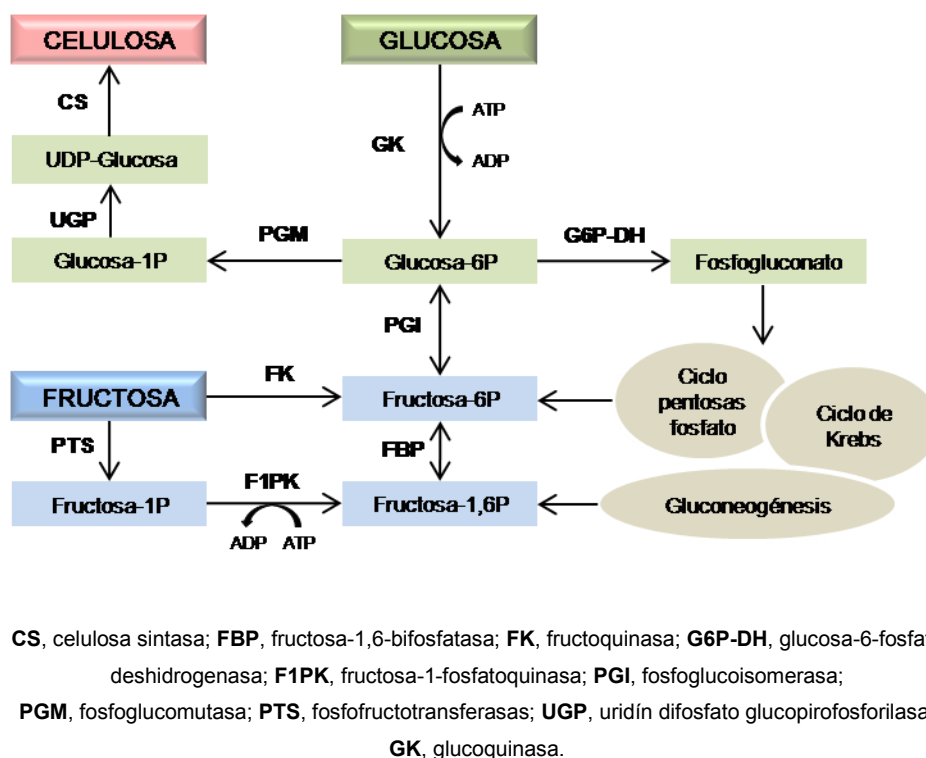 CELULOSA
GLUCOSA
CS
ATP
GK
ADP
UDP-Glucosa
UGP
PGM
G6P-DH
Glucosa-1P
Glucosa-6P
Fosfogluconato
PGI
FRUCTOSA
FK
Fructosa-6P
Ciclo
pentosas
fosfato
Ciclo de
Krebs
PTS
FBP
F1PK
Fructosa-1P
Fructosa-1,6P
Gluconeogénesis
ADP
ATP
CS, celulosa sintasa; FBP, fructosa-1,6-bifosfatasa; FK, fructoquinasa; G6P-DH, glucosa-6-fosfa
deshidrogenasa; F1PK, fructosa-1-fosfatoquinasa; PGI, fosfoglucoisomerasa;
PGM, fosfoglucomutasa; PTS, fosfofructotransferasas; UGP, uridín difosfato glucopirofosforilasa
GK, glucoquinasa.